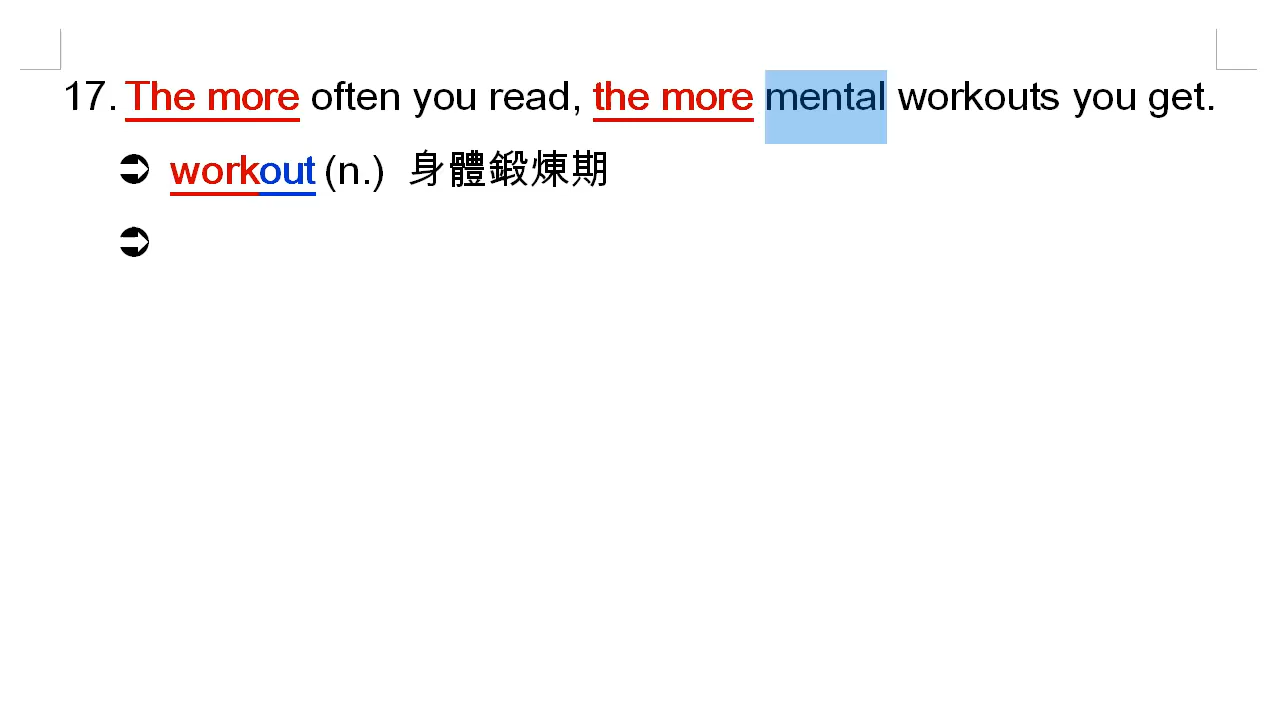 17. The more often you read, the more mental workouts you get.
➲ workout (n.) 身體鍛煉期
➲